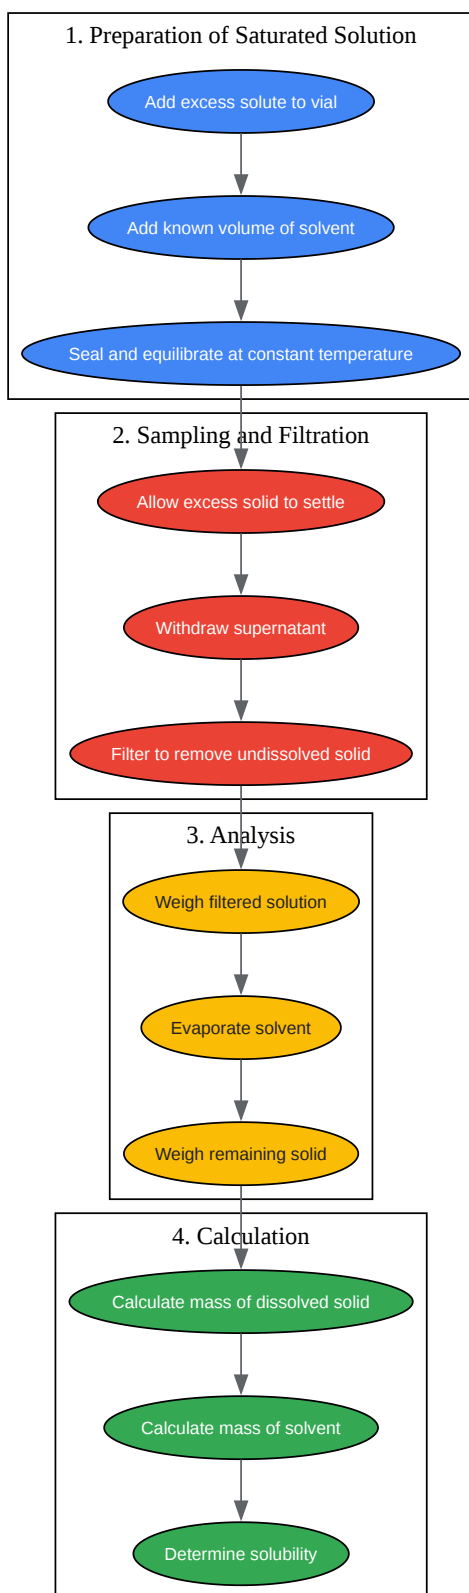 1. Preparation of Saturated Solution
Add excess solute to vial
Add known volume of solvent
Seal and equilibrate at constant temperature
2. Sampling and Filtration
Allow excess solid to settle
Withdraw supernatant
Filter to remove undissolved solid
3. Analysis
Weigh filtered solution
Evaporate solvent
Weigh remaining solid
4. Calculation
Calculate mass of dissolved solid
Calculate mass of solvent
Determine solubility